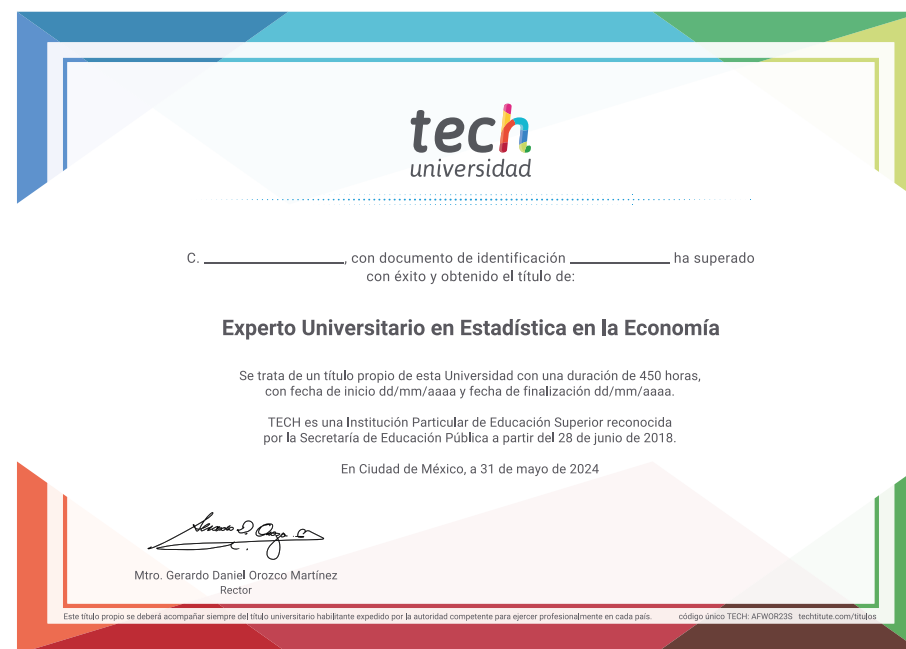 tech
universidad
C. ____________, con documento de identificación ____________ ha superado
con éxito y obtenido el título de:
Experto Universitario en Estadística en la Economía
Se trata de un título propio de esta Universidad con una duración de 450 horas,
con fecha de inicio dd/mm/aaaa y fecha de finalización dd/mm/aaaa.
TECH es una Institución Particular de Educación Superior reconocida
por la Secretaría de Educación Pública a partir del 28 de junio de 2018.
En Ciudad de México, a 31 de mayo de 2024
Mtro. Gerardo Daniel Orozco Martínez
Rector
Este título propio se deberá acompañar siempre del título universitario habilitante expedido por la autoridad competente para ejercer profesionalmente en cada país. código único TECH: AFWOR23S techtitute.com/titulos